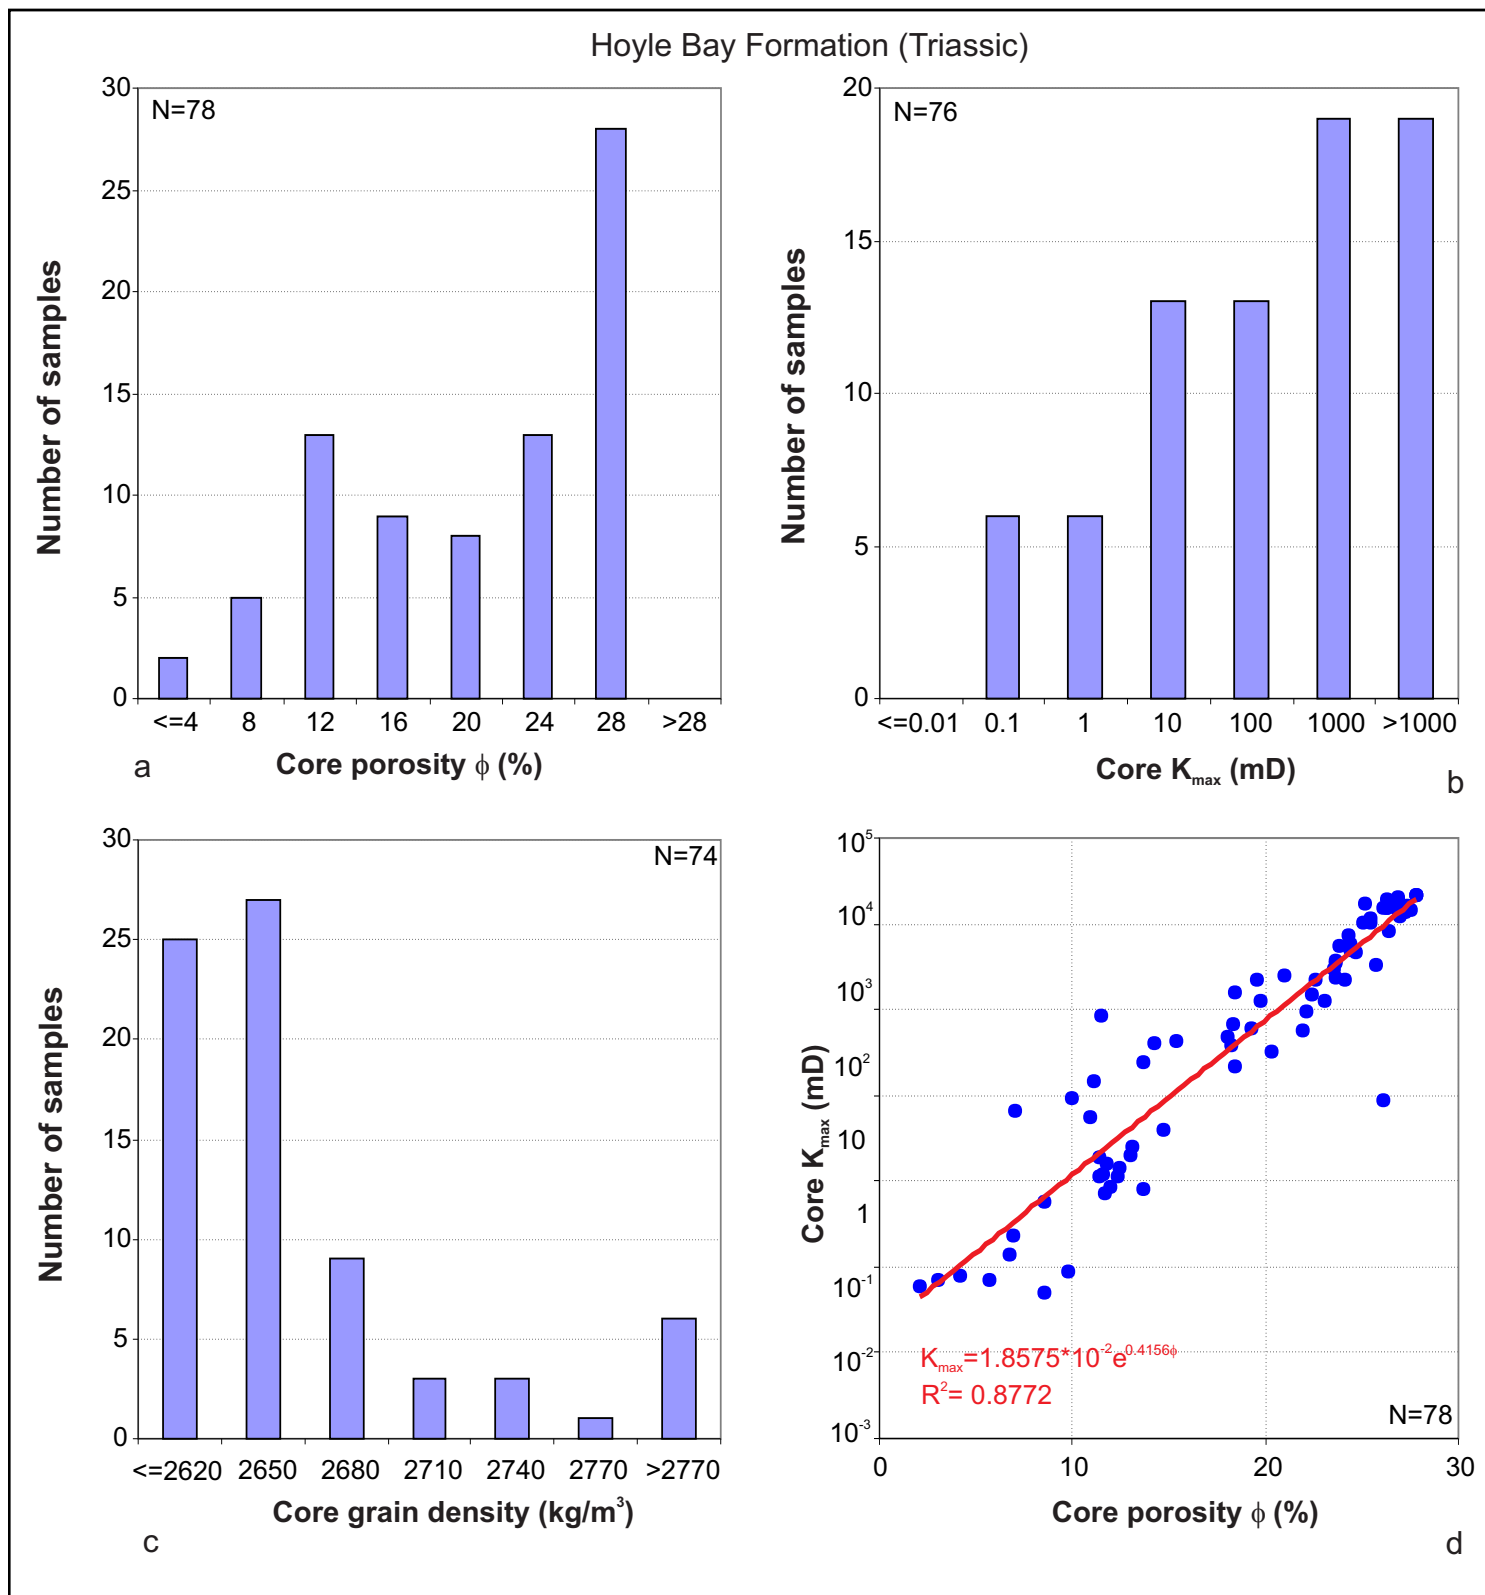 Hoyle Bay Formation (Triassic)
30
25
20
15
10
5
0
N=78
Number of samples
<=4 8 12 16 20 24 28 >28
Core porosity ϕ (%)
a
20
15
10
5
0
N=76
Number of samples
<=0.01 0.1 1 10 100 1000 >1000
Core Kmax (mD)
b
30
25
20
15
10
5
0
N=74
Number of samples
<=2620 2650 2680 2710 2740 2770 >2770
Core grain density (kg/m³)
c
10⁵
10⁴
10³
10²
10
1
10⁻¹
10⁻²
10⁻³
Core Kmax (mD)
Kmax=1.8575*10⁻²e^0.4156ϕ
R²= 0.8772
N=78
0 10 20 30
Core porosity ϕ (%)
d